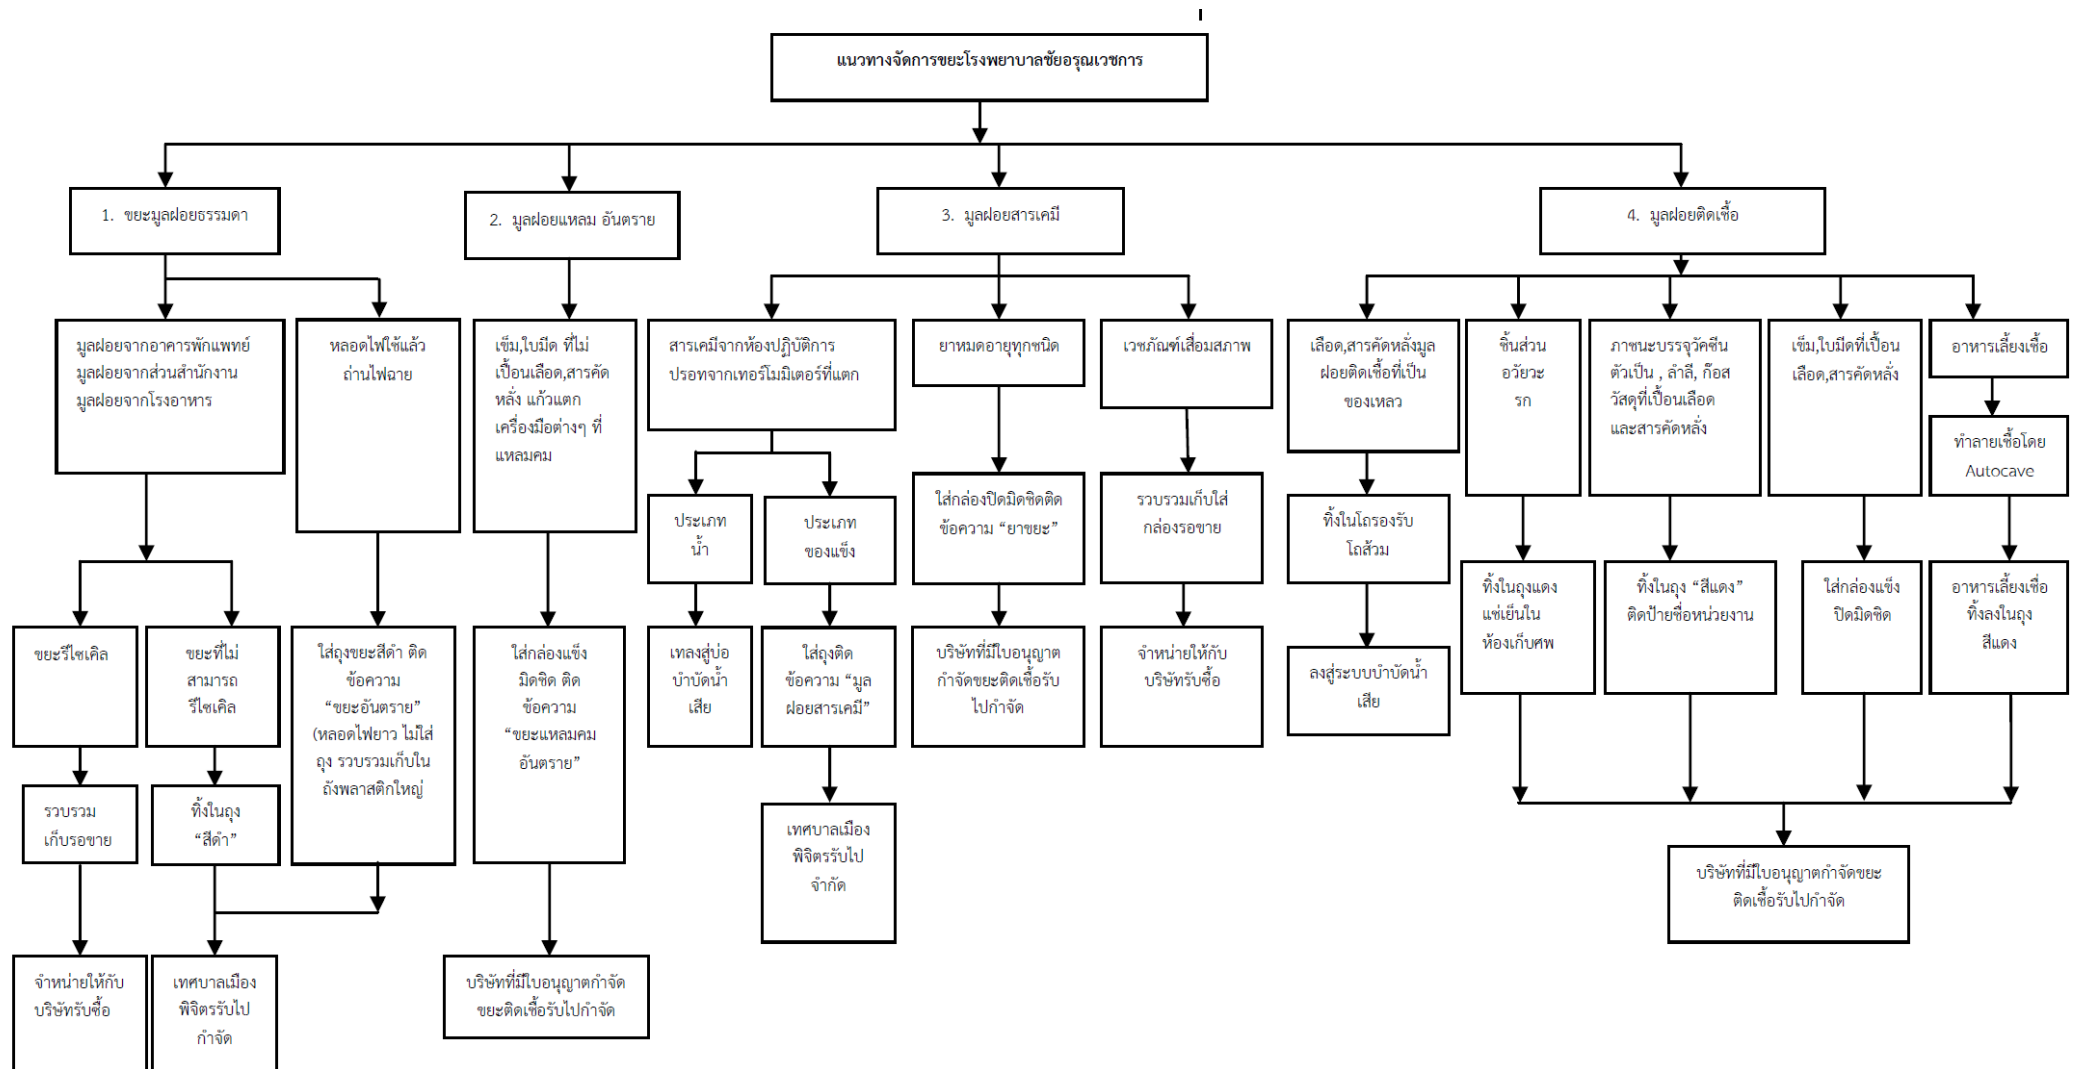 แนวทางจัดการขยะโรงพยาบาลชัยอรุณเวชการ
1. ขยะมูลฝอยธรรมดา
2. มูลฝอยแหลม อันตราย
3. มูลฝอยสารเคมี
4. มูลฝอยติดเชื้อ
มูลฝอยจากอาคารพักแพทย์
มูลฝอยจากส่วนสำนักงาน
มูลฝอยจากโรงอาหาร
หลอดไฟใช้แล้ว
ถ่านไฟฉาย
เข็ม,ใบมีด ที่ไม่
เปื้อนเลือด,สารคัด
หลั่ง แก้วแตก
เครื่องมือต่างๆ ที่
แหลมคม
สารเคมีจากห้องปฏิบัติการ
ปรอทจากเทอร์โมมิเตอร์ที่แตก
ยาหมดอายุทุกชนิด
เวชภัณฑ์เสื่อมสภาพ
เลือด,สารคัดหลั่งมูล
ฝอยติดเชื้อที่เป็น
ของเหลว
ชิ้นส่วน
อวัยวะ
รก
ภาชนะบรรจุวัคซีน
ตัวเป็น , ลำลี, ก๊อส
วัสดุที่เปื้อนเลือด
และสารคัดหลั่ง
เข็ม,ใบมีดที่เปื้อน
เลือด,สารคัดหลั่ง
อาหารเลี้ยงเชื้อ
ทำลายเชื้อโดย
Autocave
ประเภท
น้ำ
ประเภท
ของแข็ง
ใส่กล่องปิดมิดชิดติด
ข้อความ “ยาขยะ”
รวบรวมเก็บใส่
กล่องรอขาย
ทิ้งในโถรองรับ
โถส้วม
ทิ้งในถุงแดง
แช่เย็นใน
ห้องเก็บศพ
ทิ้งในถุง “สีแดง”
ติดป้ายชื่อหน่วยงาน
ใส่กล่องแข็ง
ปิดมิดชิด
อาหารเลี้ยงเชื่อ
ทิ้งลงในถุง
สีแดง
ขยะรีไซเคิล
ขยะที่ไม่
สามารถ
รีไซเคิล
ใส่ถุงขยะสีดำ ติด
ข้อความ
“ขยะอันตราย”
(หลอดไฟยาว ไม่ใส่
ถุง รวบรวมเก็บใน
ถังพลาสติกใหญ่
ใส่กล่องแข็ง
มิดชิด ติด
ข้อความ
“ขยะแหลมคม
อันตราย”
เทลงสู่บ่อ
บำบัดน้ำ
เสีย
ใส่ถุงติด
ข้อความ “มูล
ฝอยสารเคมี”
บริษัทที่มีใบอนุญาต
กำจัดขยะติดเชื้อรับ
ไปกำจัด
จำหน่ายให้กับ
บริษัทรับซื้อ
ลงสู่ระบบบำบัดน้ำ
เสีย
รวบรวม
เก็บรอขาย
ทิ้งในถุง
“สีดำ”
เทศบาลเมือง
พิจิตรรับไป
จำกัด
บริษัทที่มีใบอนุญาตกำจัดขยะ
ติดเชื้อรับไปกำจัด
จำหน่ายให้กับ
บริษัทรับซื้อ
เทศบาลเมือง
พิจิตรรับไป
กำจัด
บริษัทที่มีใบอนุญาตกำจัด
ขยะติดเชื้อรับไปกำจัด